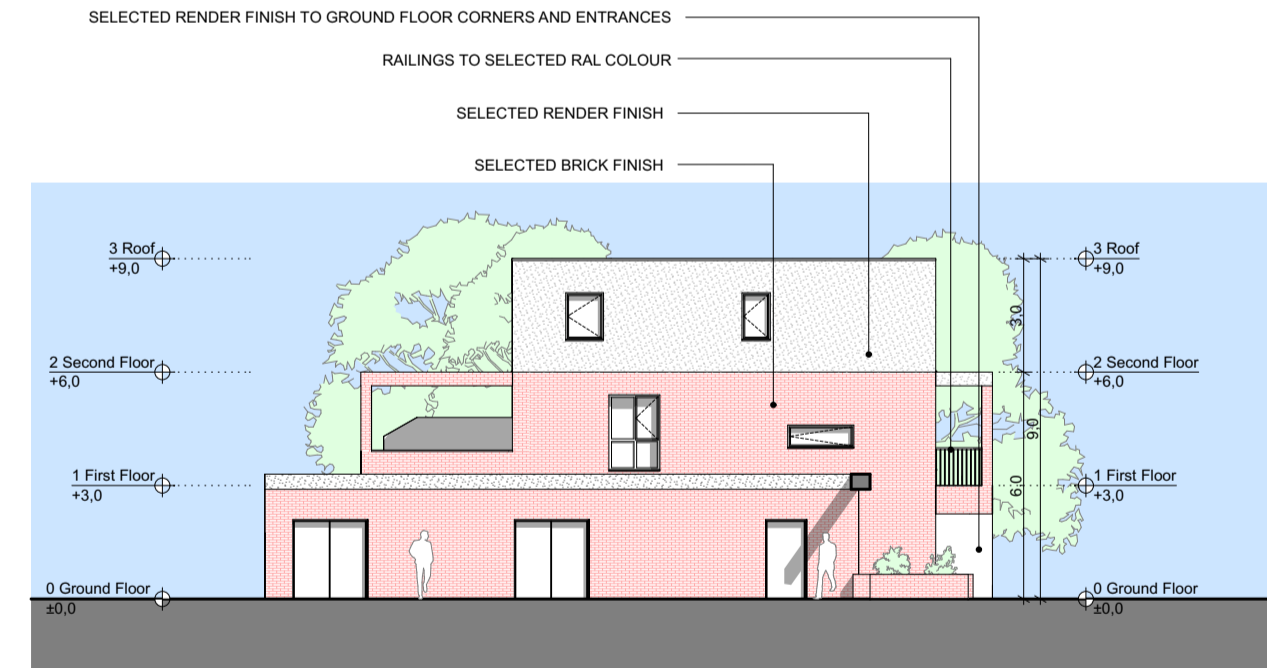 SELECTED RENDER FINISH TO GROUND FLOOR CORNERS AND ENTRANCES
RAILINGS TO SELECTED RAL COLOUR
SELECTED RENDER FINISH
SELECTED BRICK FINISH
3 Roof
+9,0
3 Roof
+9,0
3,0
2 Second Floor
+6,0
2 Second Floor
+6,0
9,0
1 First Floor
+3,0
1 First Floor
+3,0
6,0
0 Ground Floor
±0,0
0 Ground Floor
±0,0